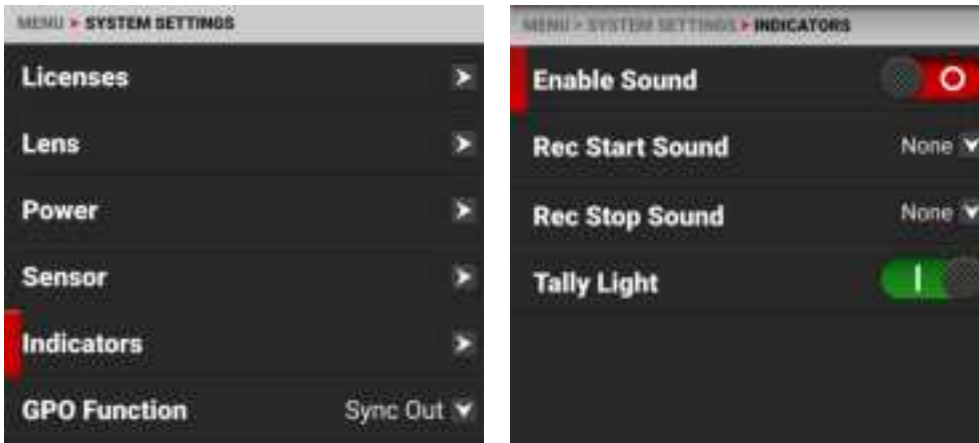 MENU ▸ SYSTEM SETTINGS
Licenses
Lens
Power
Sensor
Indicators
GPO Function Sync Out
MENU ▸ SYSTEM SETTINGS ▸ INDICATORS
Enable Sound
Rec Start Sound None
Rec Stop Sound None
Tally Light